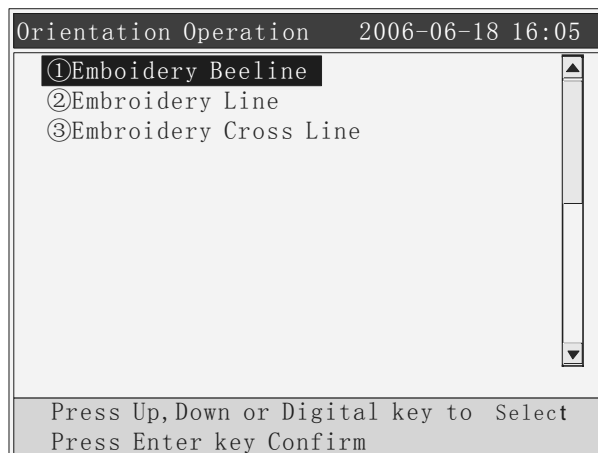 Orientation Operation 2006-06-18 16:05
①Emboidery Beeline
②Embroidery Line
③Embroidery Cross Line
Press Up,Down or Digital key to Select
Press Enter key Confirm